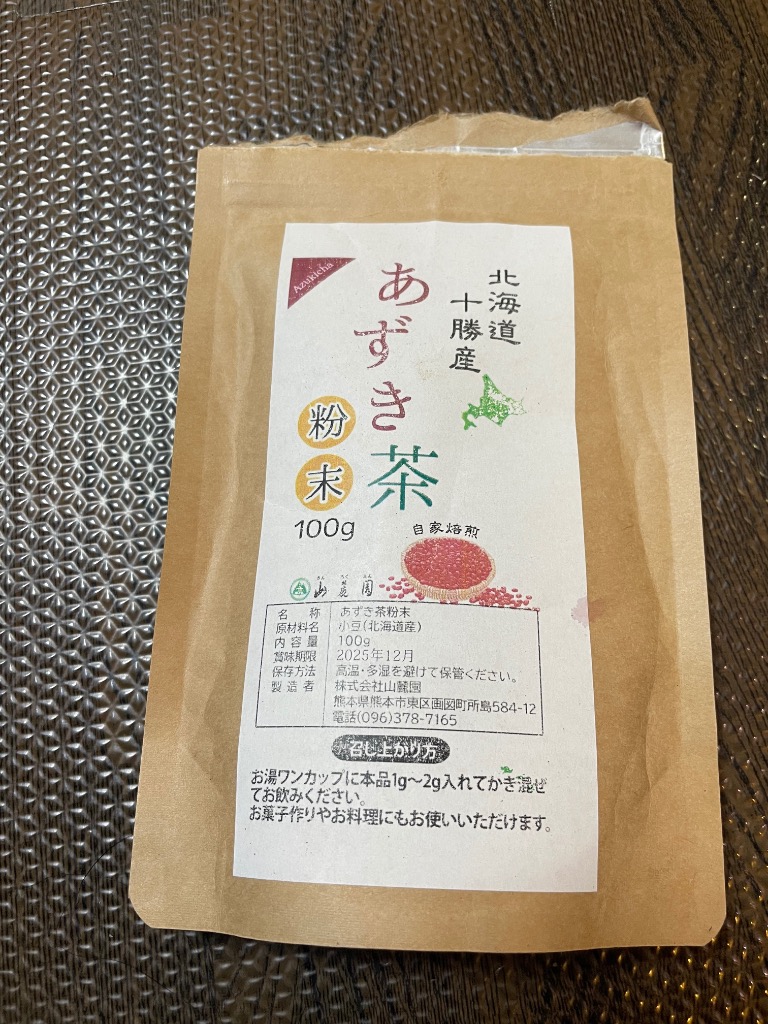 北海道
十勝産
Azukicha
あずき茶
粉末
100g
自家焙煎
山麓園
名称 あずき茶粉末
原材料名 小豆(北海道産)
内容量 100g
賞味期限 2025年12月
保存方法 高温・多湿を避けて保管ください。
製造者 株式会社山麓園
熊本県熊本市東区画図町所島584-12
電話(096)378-7165
召し上がり方
お湯ワンカップに本品1g〜2g入れてかき混ぜ
てお飲みください。
お菓子作りやお料理にもお使いいただけます。